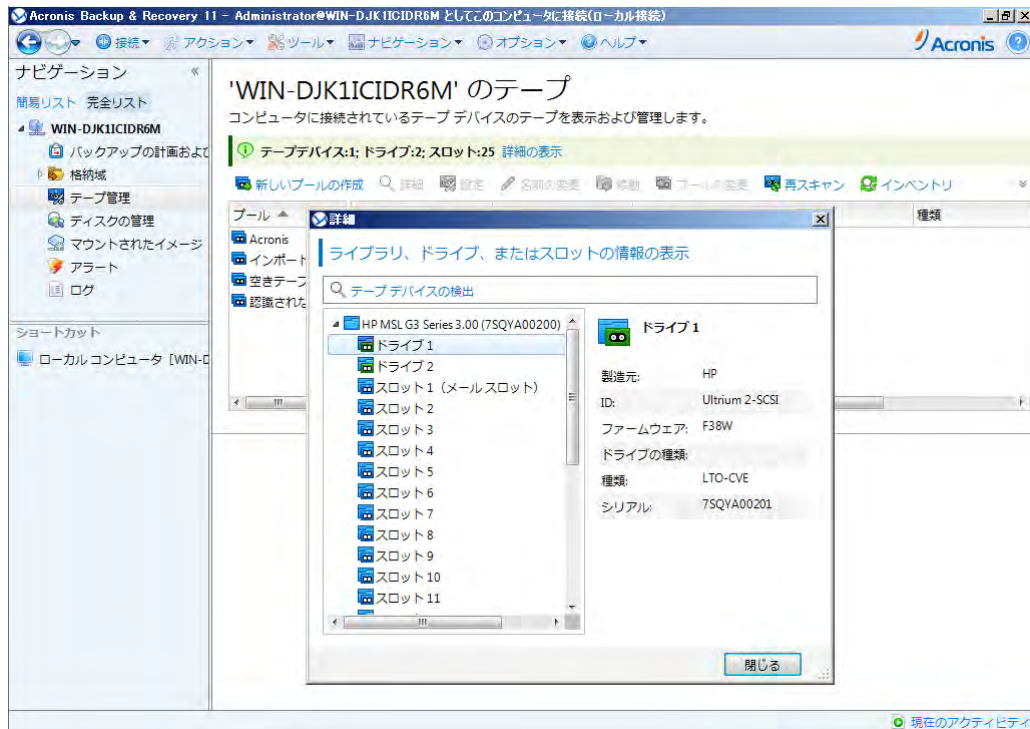 Acronis Backup & Recovery 11 - Administrator@WIN-DJK1ICIDR6M としてこのコンピュータに接続(ローカル接続)
接続 アクション ツール ナビゲーション オプション ヘルプ
Acronis
ナビゲーション
簡易リスト 完全リスト
WIN-DJK1ICIDR6M
バックアップの計画および
格納域
テープ管理
ディスクの管理
マウントされたイメージ
アラート
ログ
ショートカット
ローカル コンピュータ [WIN-D
'WIN-DJK1ICIDR6M' のテープ
コンピュータに接続されているテープ デバイスのテープを表示および管理します。
テープデバイス:1; ドライブ:2; スロット:25 詳細の表示
新しいプールの作成 詳細 設定 名前の変更 移動 プールの変更 再スキャン インベントリ
プール
種類
Acronis
インポート
空きテープ
認識された
詳細
ライブラリ、ドライブ、またはスロットの情報の表示
テープ デバイスの検出
HP MSL G3 Series 3.00 (7SQYA00200)
ドライブ 1
ドライブ 2
スロット 1 (メール スロット)
スロット 2
スロット 3
スロット 4
スロット 5
スロット 6
スロット 7
スロット 8
スロット 9
スロット 10
スロット 11
ドライブ 1
製造元: HP
ID: Ultrium 2-SCSI
ファームウェア: F38W
ドライブの種類:
種類: LTO-CVE
シリアル: 7SQYA00201
閉じる
現在のアクティビティ